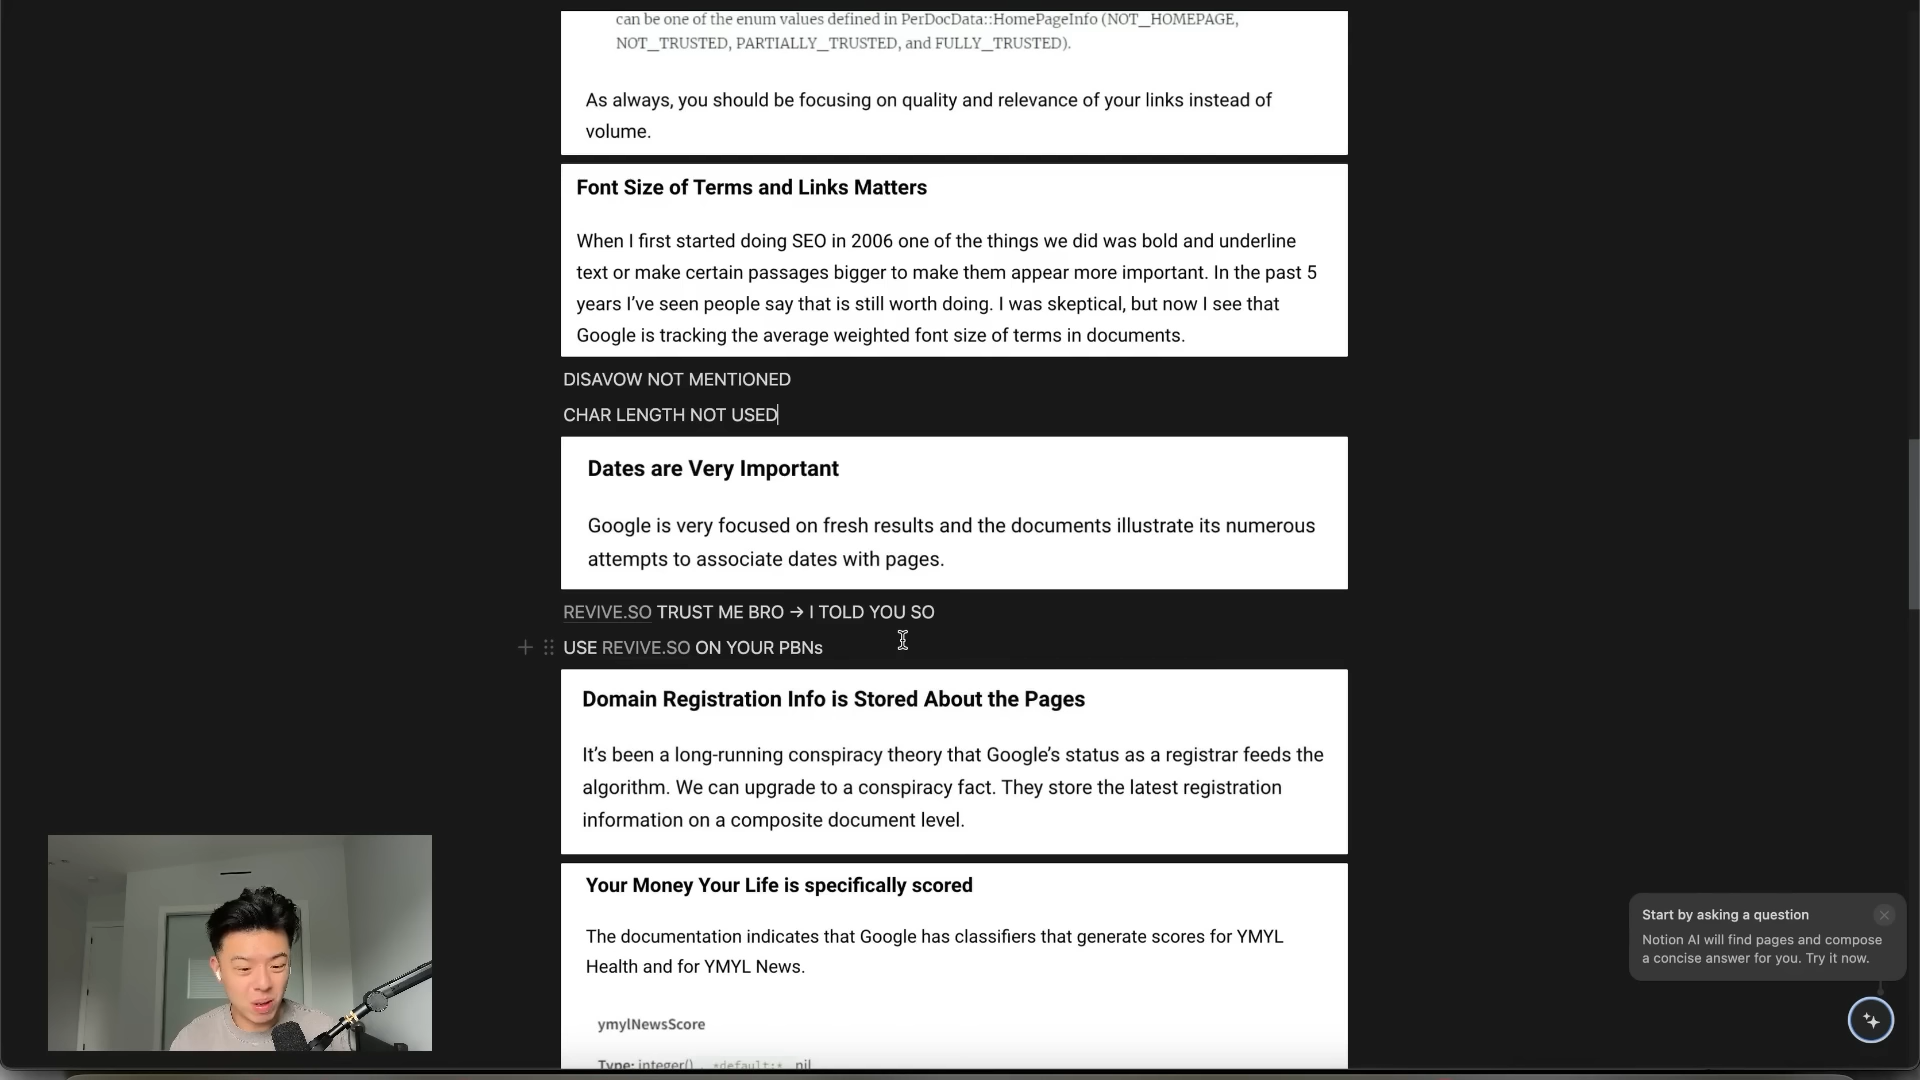 can be one of the enum values defined in PerDocData::HomePageInfo (NOT_HOMEPAGE,
NOT_TRUSTED, PARTIALLY_TRUSTED, and FULLY_TRUSTED).
As always, you should be focusing on quality and relevance of your links instead of
volume.
Font Size of Terms and Links Matters
When I first started doing SEO in 2006 one of the things we did was bold and underline
text or make certain passages bigger to make them appear more important. In the past 5
years I’ve seen people say that is still worth doing. I was skeptical, but now I see that
Google is tracking the average weighted font size of terms in documents.
DISAVOW NOT MENTIONED
CHAR LENGTH NOT USED
Dates are Very Important
Google is very focused on fresh results and the documents illustrate its numerous
attempts to associate dates with pages.
REVIVE.SO TRUST ME BRO → I TOLD YOU SO
USE REVIVE.SO ON YOUR PBNs
Domain Registration Info is Stored About the Pages
It’s been a long-running conspiracy theory that Google’s status as a registrar feeds the
algorithm. We can upgrade to a conspiracy fact. They store the latest registration
information on a composite document level.
Your Money Your Life is specifically scored
The documentation indicates that Google has classifiers that generate scores for YMYL
Health and for YMYL News.
ymylNewsScore
Type: integer(), *default:* nil
Start by asking a question
Notion AI will find pages and compose
a concise answer for you. Try it now.